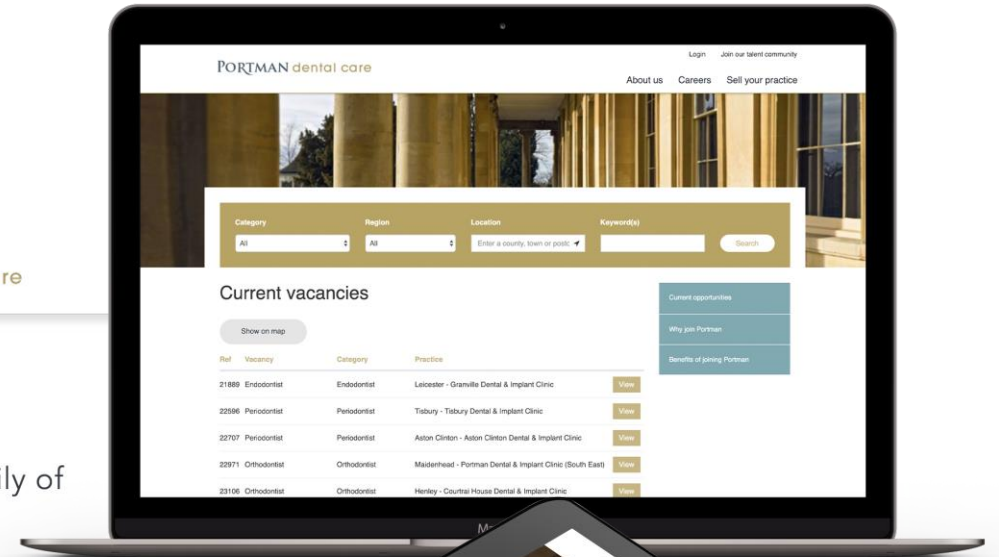 Login Join our talent community
PORTMAN dental care
About us Careers Sell your practice
Category Region Location Keyword(s)
All All Enter a county, town or postc Search
re
Current vacancies
Current opportunities
Show on map
Why join Portman
Ref Vacancy Category Practice
Benefits of joining Portman
21889 Endodontist Endodontist Leicester - Granville Dental & Implant Clinic View
22596 Periodontist Periodontist Tisbury - Tisbury Dental & Implant Clinic View
22707 Periodontist Periodontist Aston Clinton - Aston Clinton Dental & Implant Clinic View
22971 Orthodontist Orthodontist Maidenhead - Portman Dental & Implant Clinic (South East) View
ily of
23106 Orthodontist Orthodontist Henley - Courtrai House Dental & Implant Clinic View